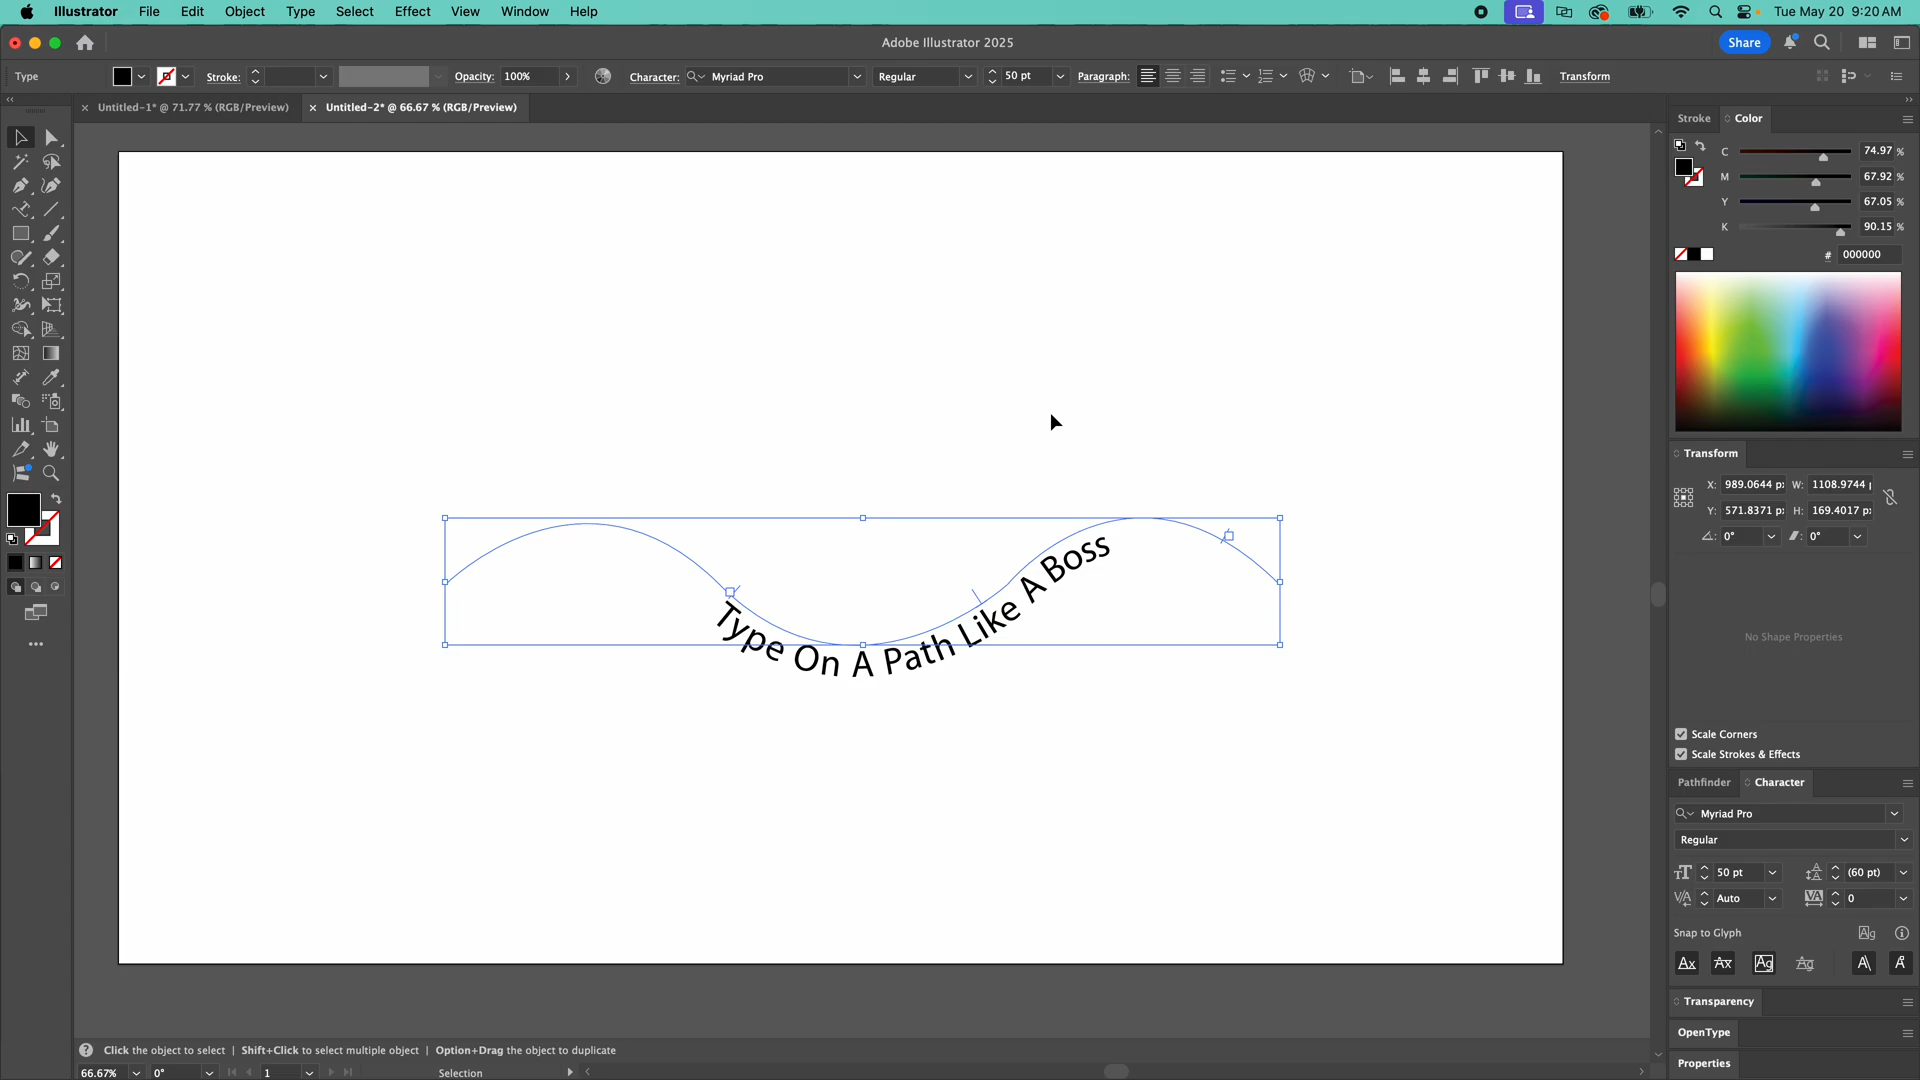 Illustrator File Edit Object Type Select Effect View Window Help Tue May 20 9:20 AM
Adobe Illustrator 2025 Share
Type Stroke: Opacity: 100% Character: Myriad Pro Regular 50 pt Paragraph: Transform
× Untitled-1* @ 71.77 % (RGB/Preview) × Untitled-2* @ 66.67 % (RGB/Preview)
Stroke Color
C 74.97 %
M 67.92 %
Y 67.05 %
K 90.15 %
# 000000
Transform
X: 989.0644 p: W: 1108.9744
Y: 571.8371 p: H: 169.4017 p:
0° 0°
Type On A Path Like A Boss
No Shape Properties
Scale Corners
Scale Strokes & Effects
Pathfinder Character
Myriad Pro
Regular
50 pt (60 pt)
Auto 0
Snap to Glyph
Transparency
OpenType
Properties
Click the object to select | Shift+Click to select multiple object | Option+Drag the object to duplicate
66.67% 0° 1 Selection